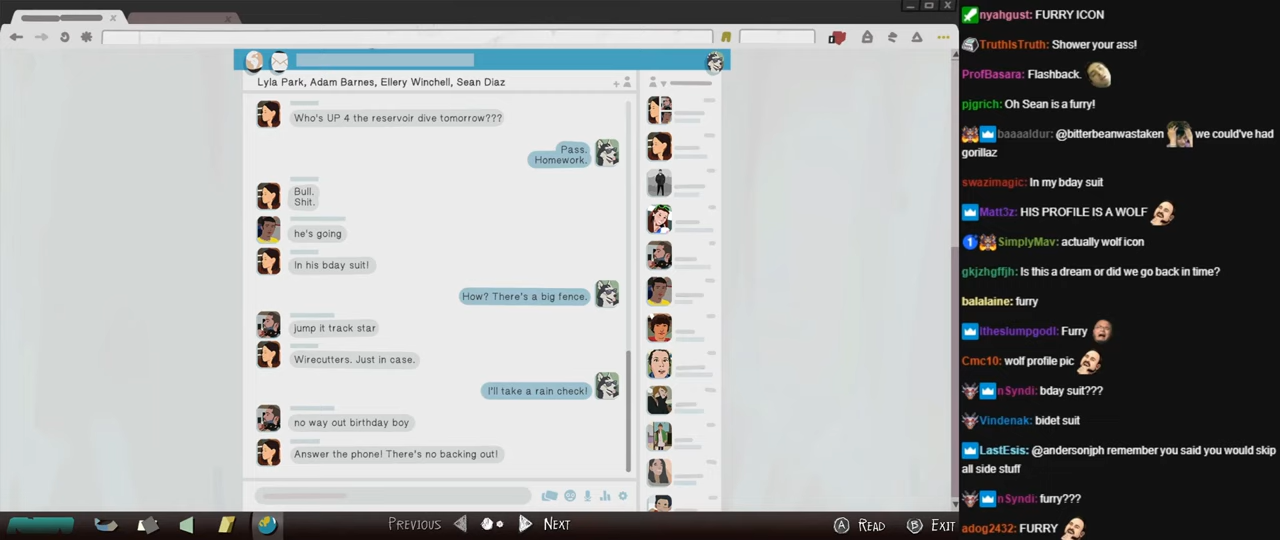 Lyla Park, Adam Barnes, Ellery Winchell, Sean Diaz
Who's UP 4 the reservoir dive tomorrow???
Pass.
Homework.
Bull.
Shit.
he's going
In his bday suit!
How? There's a big fence.
jump it track star
Wirecutters. Just in case.
I'll take a rain check!
no way out birthday boy
Answer the phone! There's no backing out!
PREVIOUS
NEXT
A READ
B EXIT
nyahgust: FURRY ICON
TruthIsTruth: Shower your ass!
ProfBasara: Flashback.
pjgrich: Oh Sean is a furry!
baaaaldur: @bitterbeanwastaken we could've had
gorillaz
swazimagic: In my bday suit
Matt3z: HIS PROFILE IS A WOLF
SimplyMav: actually wolf icon
gkjzhgffjh: Is this a dream or did we go back in time?
balalaine: furry
ltheslumpgodl: Furry
Cmc10: wolf profile pic
nSyndi: bday suit???
Vindenak: bidet suit
LastEsis: @andersonjph remember you said you would skip
all side stuff
nSyndi: furry???
adog2432: FURRY